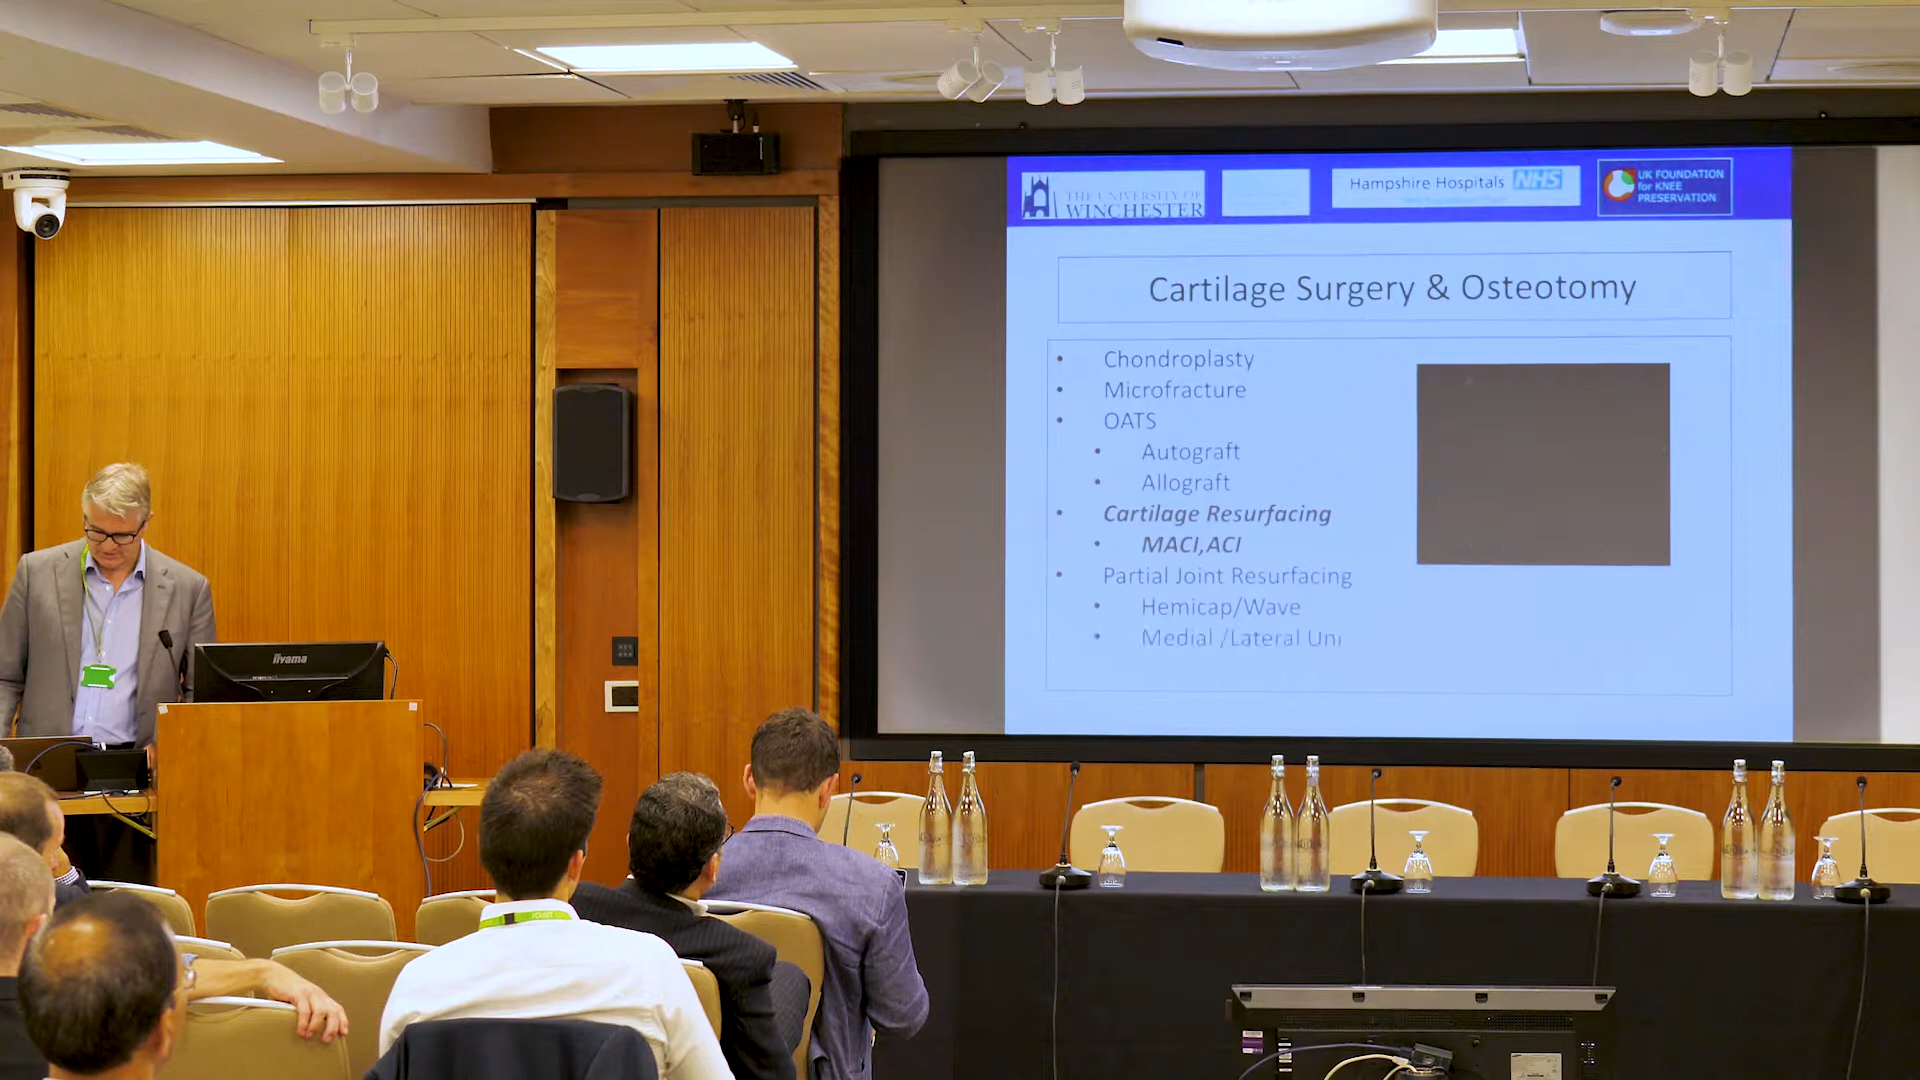 THE UNIVERSITY OF
WINCHESTER
Hampshire Hospitals NHS
UK FOUNDATION
for KNEE
PRESERVATION
Cartilage Surgery & Osteotomy
• Chondroplasty
• Microfracture
• OATS
• Autograft
• Allograft
• Cartilage Resurfacing
• MACI,ACI
• Partial Joint Resurfacing
• Hemicap/Wave
• Medial /Lateral Uni
iiyama